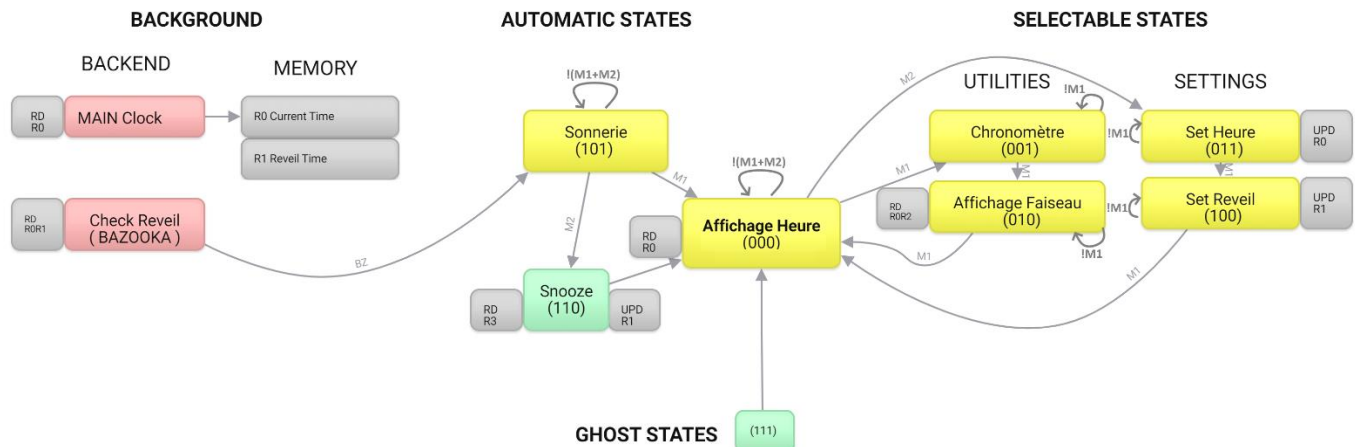 BACKGROUND
AUTOMATIC STATES
SELECTABLE STATES
BACKEND
MEMORY
UTILITIES
SETTINGS
RD
R0
MAIN Clock
R0 Current Time
R1 Reveil Time
RD
R0R1
Check Reveil
( BAZOOKA )
BZ
!(M1+M2)
Sonnerie
(101)
M1
M2
RD
R3
Snooze
(110)
UPD
R1
!(M1+M2)
RD
R0
Affichage Heure
(000)
M2
M1
!M1
Chronomètre
(001)
M1
RD
R0R2
Affichage Faiseau
(010)
!M1
M1
!M1
Set Heure
(011)
UPD
R0
M1
!M1
Set Reveil
(100)
UPD
R1
M1
GHOST STATES
(111)